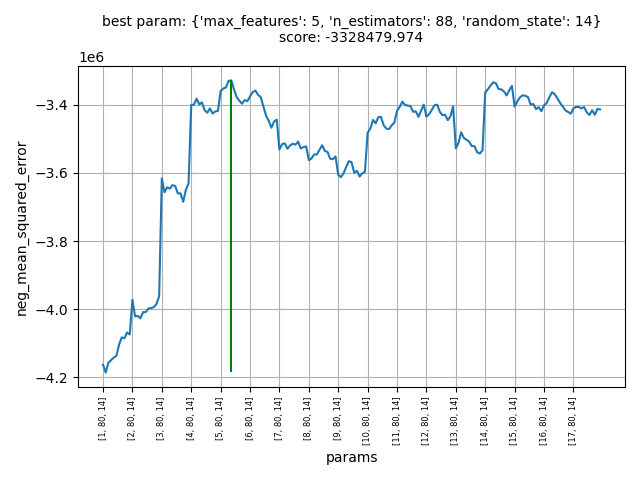 best param: {'max_features': 5, 'n_estimators': 88, 'random_state': 14}
score: -3328479.974
1e6
−3.4
−3.6
−3.8
−4.0
−4.2
neg_mean_squared_error
[1, 80, 14]
[2, 80, 14]
[3, 80, 14]
[4, 80, 14]
[5, 80, 14]
[6, 80, 14]
[7, 80, 14]
[8, 80, 14]
[9, 80, 14]
[10, 80, 14]
[11, 80, 14]
[12, 80, 14]
[13, 80, 14]
[14, 80, 14]
[15, 80, 14]
[16, 80, 14]
[17, 80, 14]
params